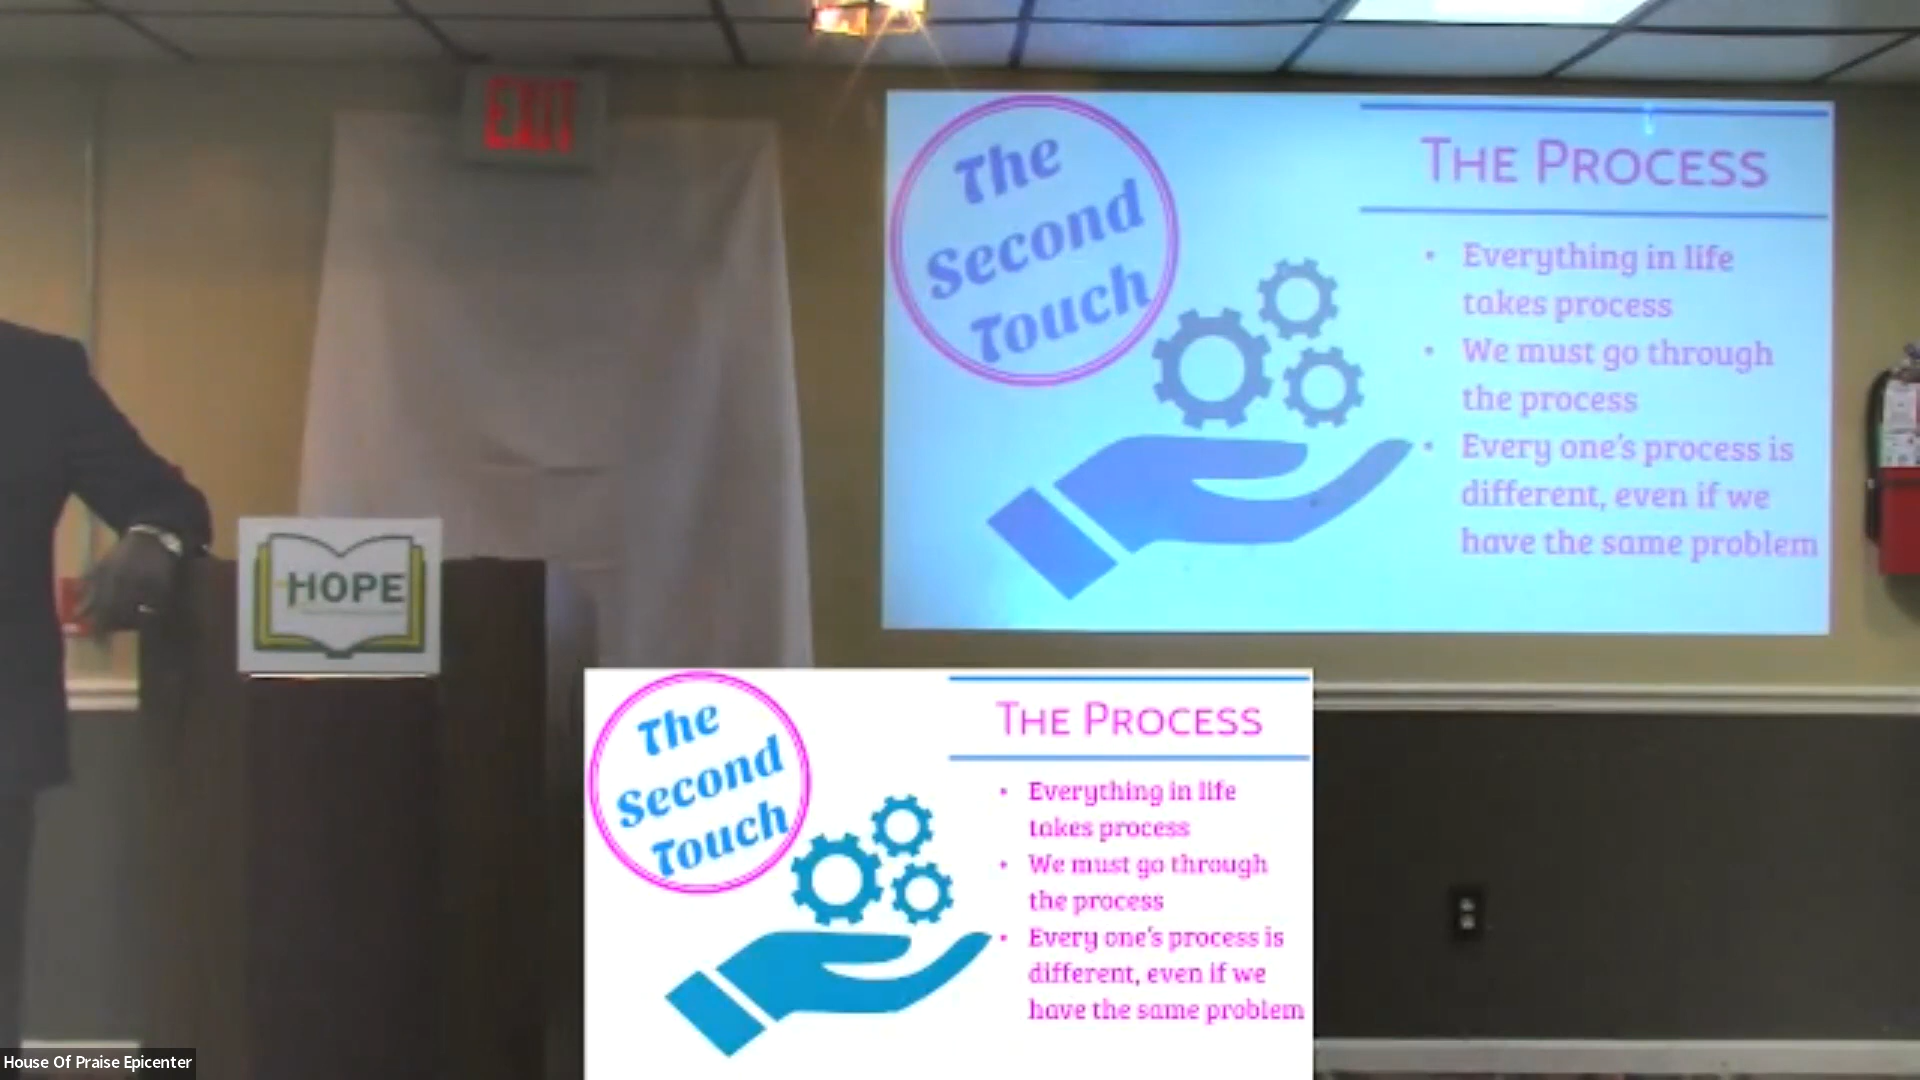 EXIT
The
Second
Touch
THE PROCESS
• Everything in life
takes process
• We must go through
the process
• Every one's process is
different, even if we
have the same problem
HOPE
The
Second
Touch
THE PROCESS
• Everything in life
takes process
• We must go through
the process
• Every one's process is
different, even if we
have the same problem
House Of Praise Epicenter